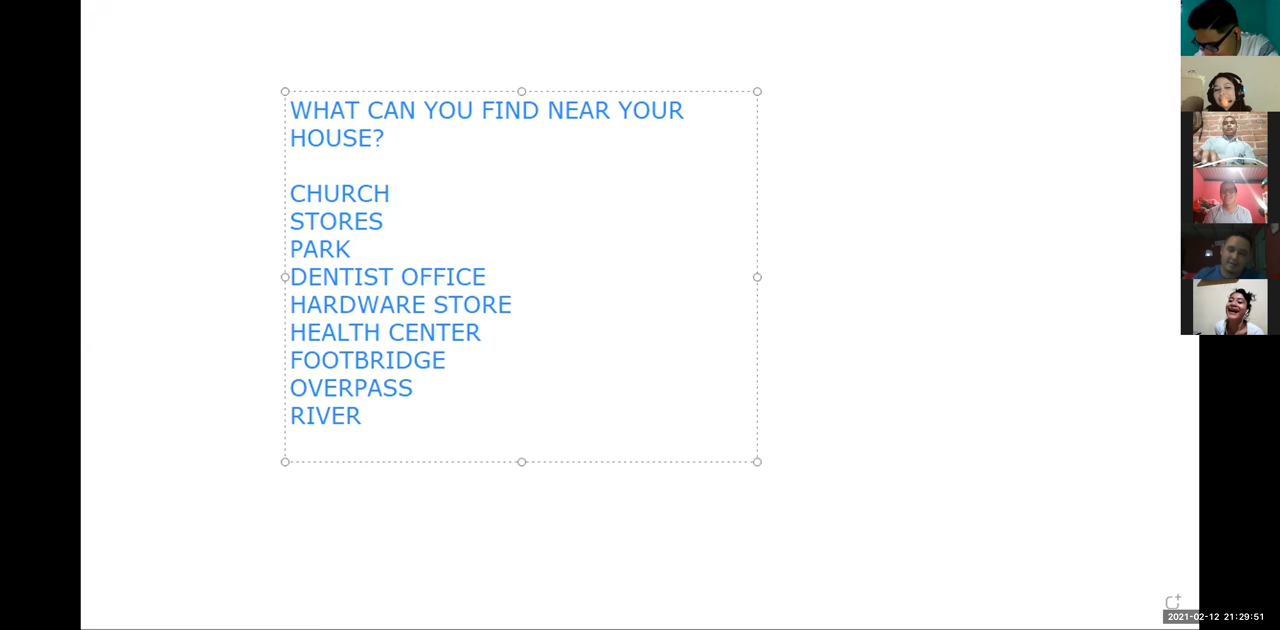 WHAT CAN YOU FIND NEAR YOUR
HOUSE?
CHURCH
STORES
PARK
DENTIST OFFICE
HARDWARE STORE
HEALTH CENTER
FOOTBRIDGE
OVERPASS
RIVER
2021-02-12 21:29:51